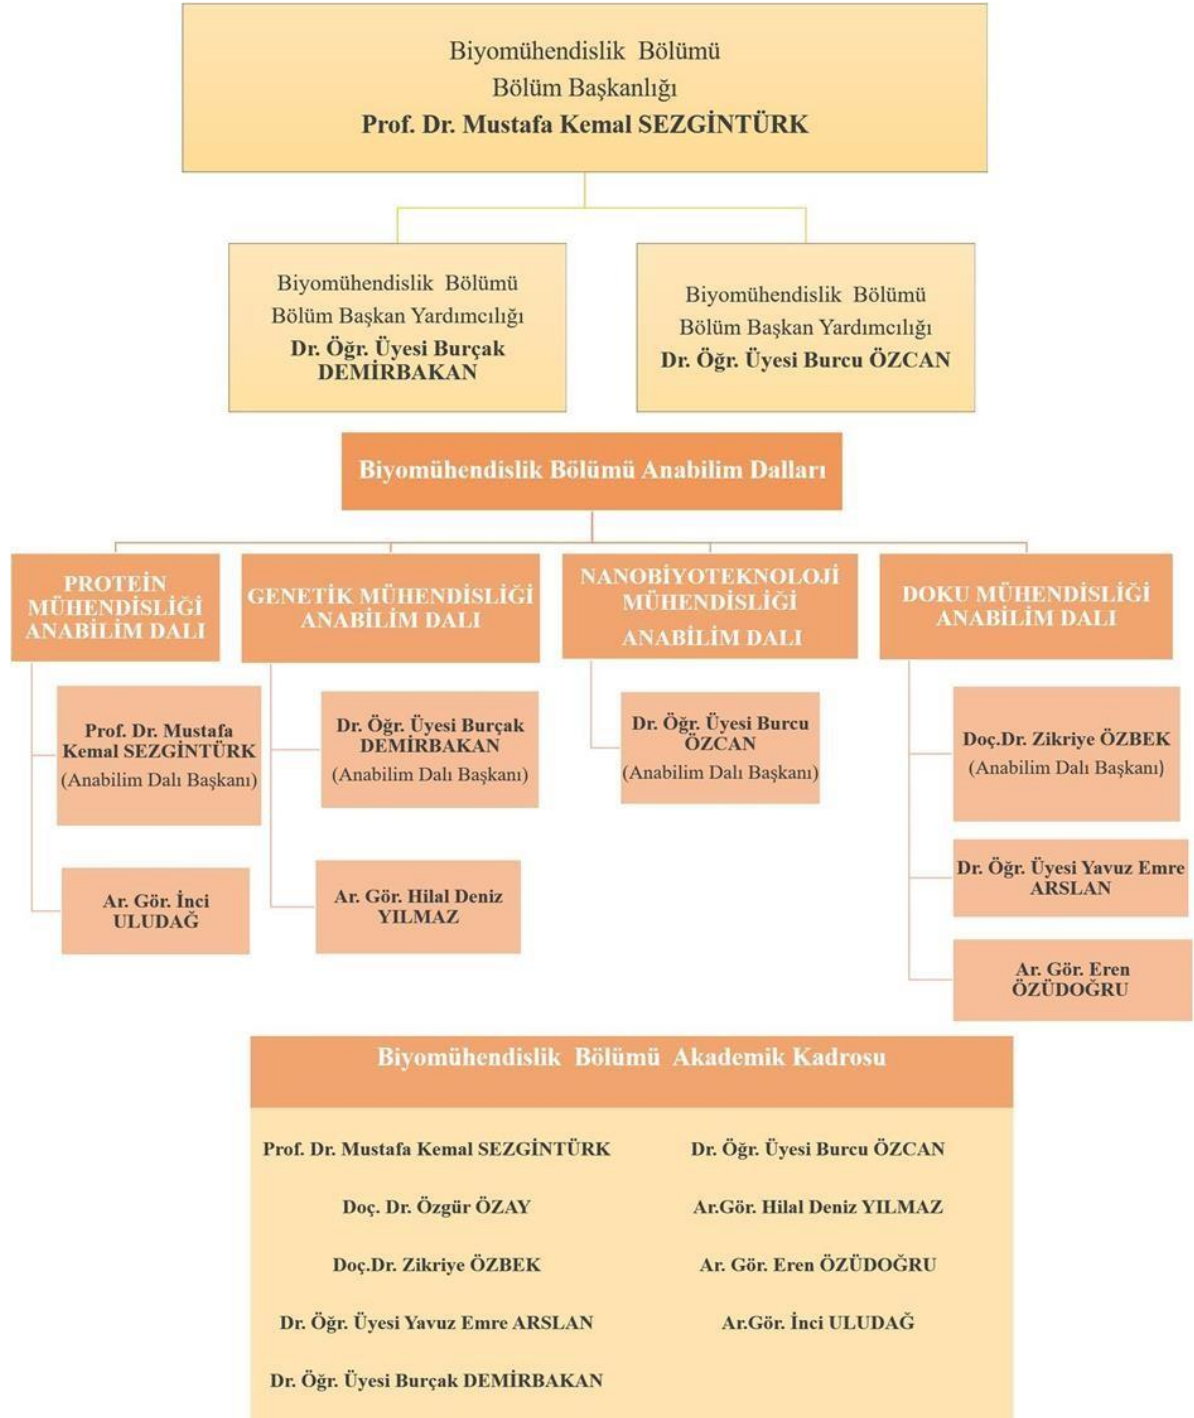 Biyomühendislik Bölümü
Bölüm Başkanlığı
Prof. Dr. Mustafa Kemal SEZGİNTÜRK
Biyomühendislik Bölümü
Bölüm Başkan Yardımcılığı
Dr. Öğr. Üyesi Burçak
DEMİRBAKAN
Biyomühendislik Bölümü
Bölüm Başkan Yardımcılığı
Dr. Öğr. Üyesi Burcu ÖZCAN
Biyomühendislik Bölümü Anabilim Dalları
PROTEİN
MÜHENDİSLİĞİ
ANABİLİM DALI
GENETİK MÜHENDİSLİĞİ
ANABİLİM DALI
NANOBİYOTEKNOLOJİ
MÜHENDİSLİĞİ
ANABİLİM DALI
DOKU MÜHENDİSLİĞİ
ANABİLİM DALI
Prof. Dr. Mustafa
Kemal SEZGİNTÜRK
(Anabilim Dalı Başkanı)
Ar. Gör. İnci
ULUDAĞ
Dr. Öğr. Üyesi Burçak
DEMİRBAKAN
(Anabilim Dalı Başkanı)
Ar. Gör. Hilal Deniz
YILMAZ
Dr. Öğr. Üyesi Burcu
ÖZCAN
(Anabilim Dalı Başkanı)
Doç.Dr. Zikriye ÖZBEK
(Anabilim Dalı Başkanı)
Dr. Öğr. Üyesi Yavuz Emre
ARSLAN
Ar. Gör. Eren
ÖZÜDOĞRU
Biyomühendislik Bölümü Akademik Kadrosu
Prof. Dr. Mustafa Kemal SEZGİNTÜRK
Doç. Dr. Özgür ÖZAY
Doç.Dr. Zikriye ÖZBEK
Dr. Öğr. Üyesi Yavuz Emre ARSLAN
Dr. Öğr. Üyesi Burçak DEMİRBAKAN
Dr. Öğr. Üyesi Burcu ÖZCAN
Ar.Gör. Hilal Deniz YILMAZ
Ar. Gör. Eren ÖZÜDOĞRU
Ar.Gör. İnci ULUDAĞ